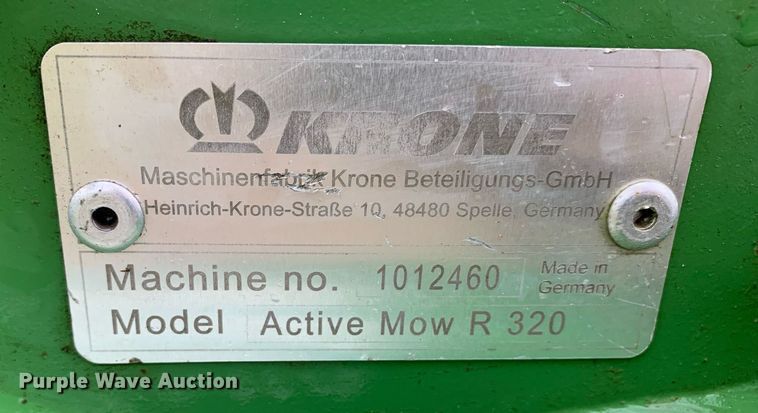 KRONE
Maschinenfabrik Krone Beteiligungs-GmbH
Heinrich-Krone-Straße 10, 48480 Spelle, Germany
Machine no. 1012460 Made in Germany
Model Active Mow R 320
Purple Wave Auction